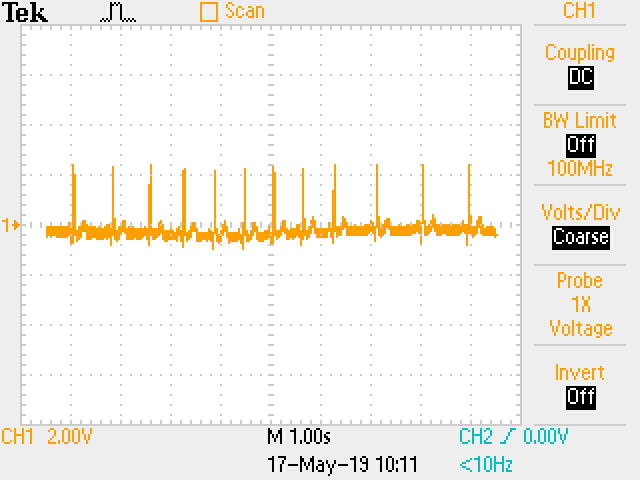 Tek
Scan
CH1
Coupling
DC
BW Limit
Off
100MHz
Volts/Div
Coarse
Probe
1X
Voltage
Invert
Off
1
CH1 2.00V
M 1.00s
CH2 0.00V
17-May-19 10:11
<10Hz